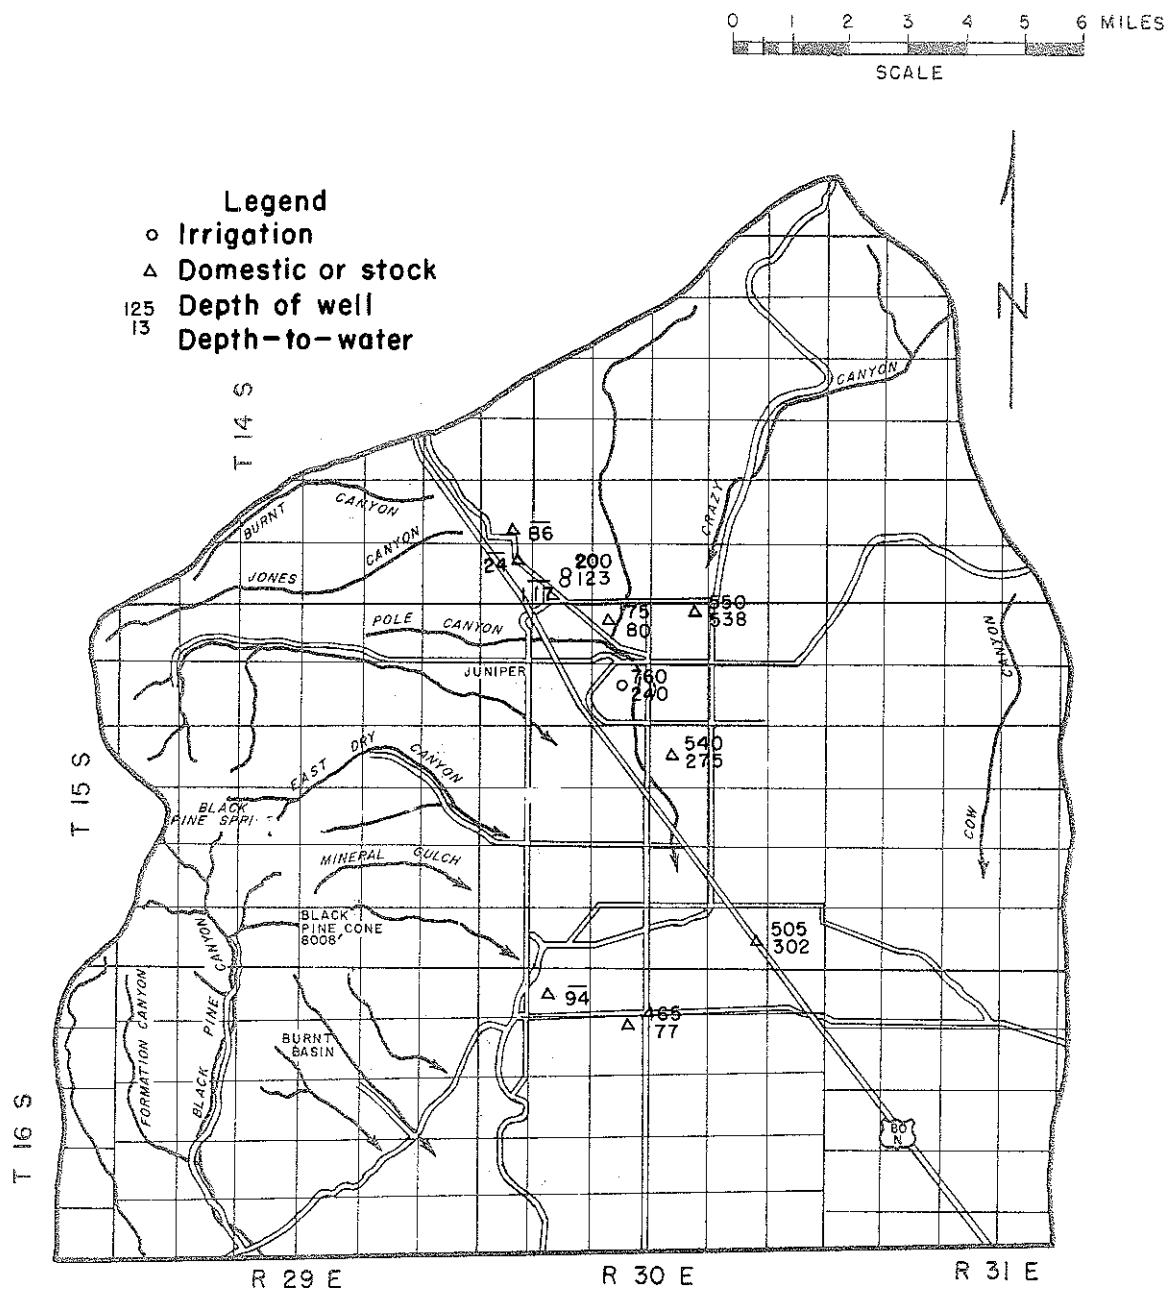 0 1 2 3 4 5 6 MILES
SCALE
N
Legend
Irrigation
Domestic or stock
125 Depth of well
13 Depth-to-water
T 14 S
CANYON
BURNT CANYON
CRAZY
JONES CANYON
86
24
200
123
117
POLE CANYON
75
80
550
538
JUNIPER
760
240
540
275
CANYON
COW
T 15 S
EAST DRY CANYON
BLACK
PINE
MINERAL GULCH
BLACK
PINE CONE
8008'
505
302
94
465
77
FORMATION CANYON
BLACK PINE CANYON
BURNT
BASIN
T 16 S
80
N
R 29 E
R 30 E
R 31 E